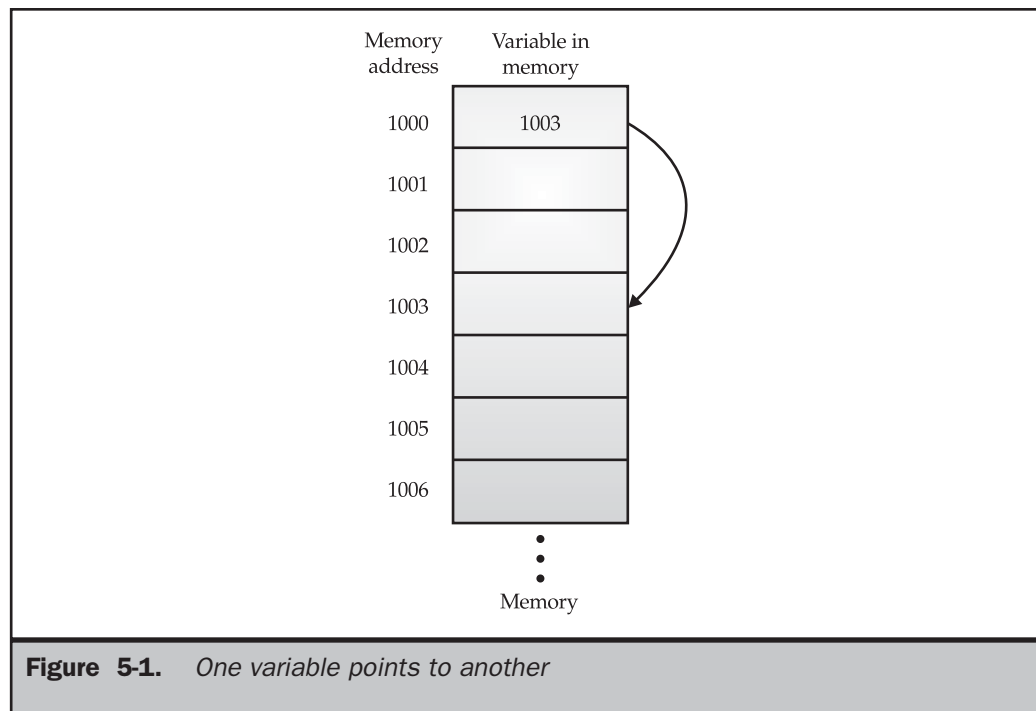 Memory address
Variable in memory
1000
1003
1001
1002
1003
1004
1005
1006
Memory
Figure 5-1. One variable points to another